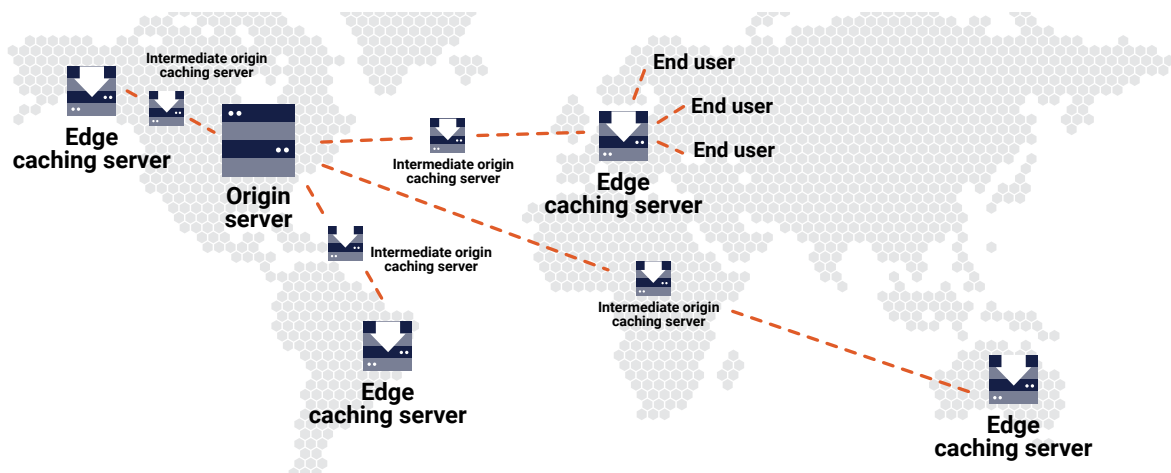 Intermediate origin
caching server
Edge
caching server
Origin
server
Intermediate origin
caching server
End user
End user
End user
Edge
caching server
Intermediate origin
caching server
Edge
caching server
Intermediate origin
caching server
Edge
caching server